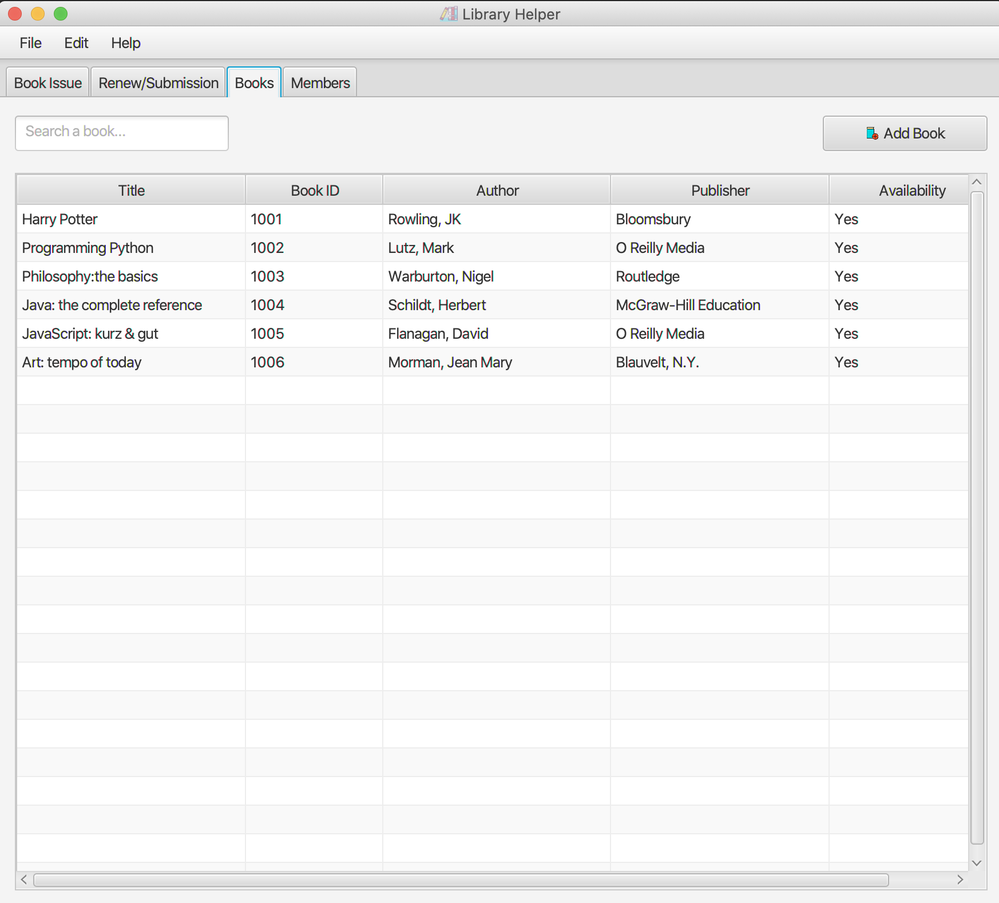 Library Helper
File Edit Help
Book Issue Renew/Submission Books Members
Search a book... Add Book
Title Book ID Author Publisher Availability
Harry Potter 1001 Rowling, JK Bloomsbury Yes
Programming Python 1002 Lutz, Mark O Reilly Media Yes
Philosophy:the basics 1003 Warburton, Nigel Routledge Yes
Java: the complete reference 1004 Schildt, Herbert McGraw-Hill Education Yes
JavaScript: kurz & gut 1005 Flanagan, David O Reilly Media Yes
Art: tempo of today 1006 Morman, Jean Mary Blauvelt, N.Y. Yes